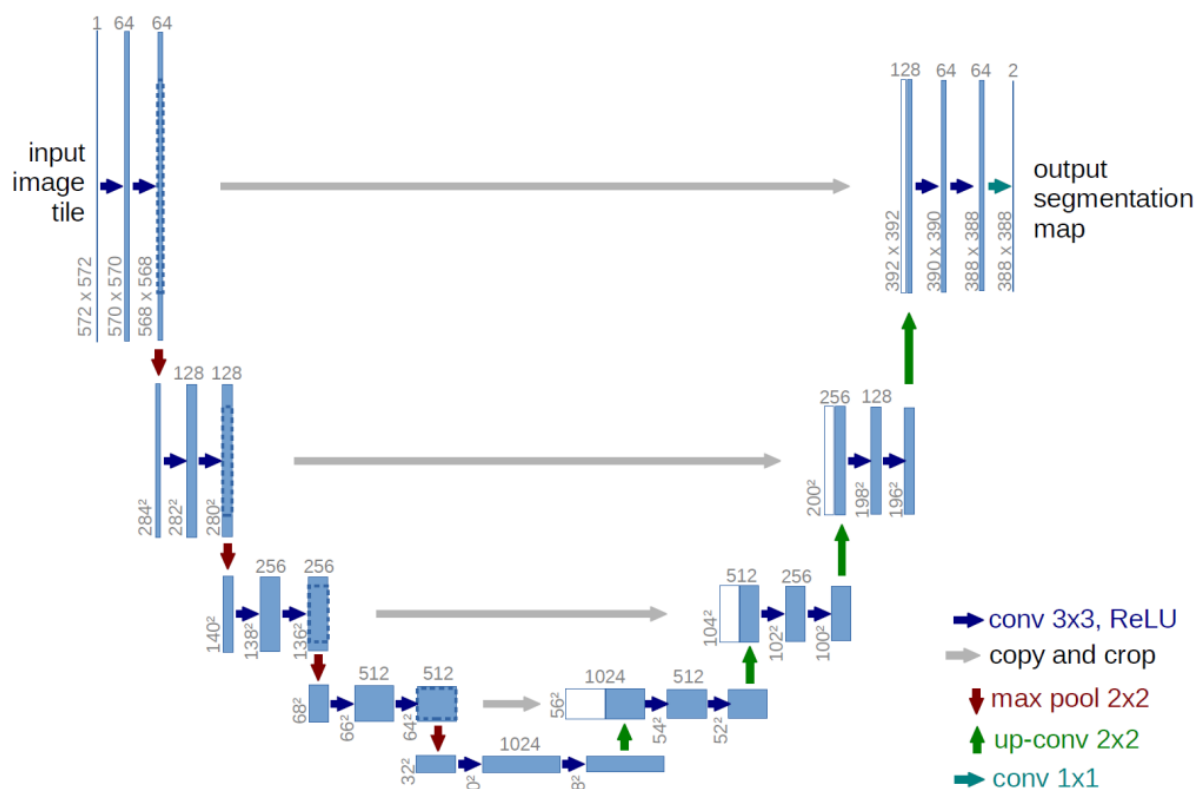 1 64 64
input
image
tile
572 x 572
570 x 570
568 x 568
128 64 64 2
output
segmentation
map
392 x 392
390 x 390
388 x 388
388 x 388
128 128
284²
282²
280²
256 128
200²
198²
196²
256 256
140²
138²
136²
512 256
104²
102²
100²
512 512
68²
66²
64²
1024 512
56²
54²
52²
1024
32²
conv 3x3, ReLU
copy and crop
max pool 2x2
up-conv 2x2
conv 1x1